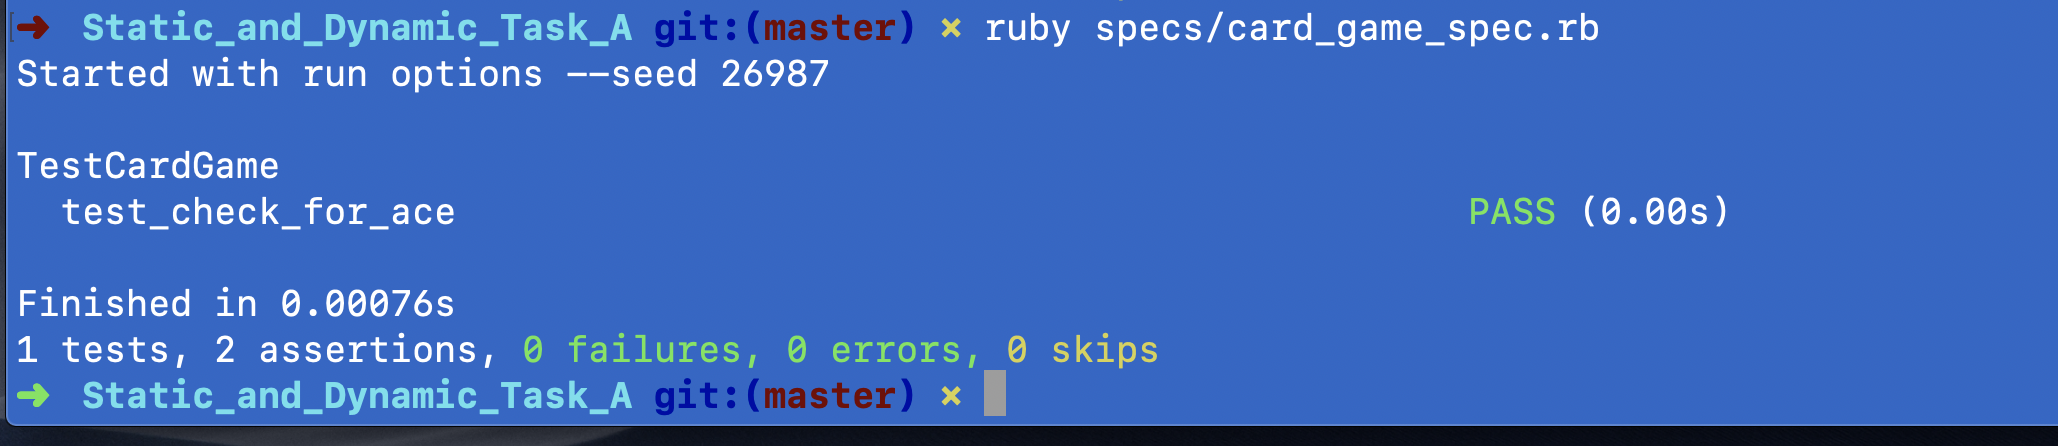 ➜ Static_and_Dynamic_Task_A git:(master) ✗ ruby specs/card_game_spec.rb
Started with run options --seed 26987
TestCardGame
test_check_for_ace PASS (0.00s)
Finished in 0.00076s
1 tests, 2 assertions, 0 failures, 0 errors, 0 skips
➜ Static_and_Dynamic_Task_A git:(master) ✗